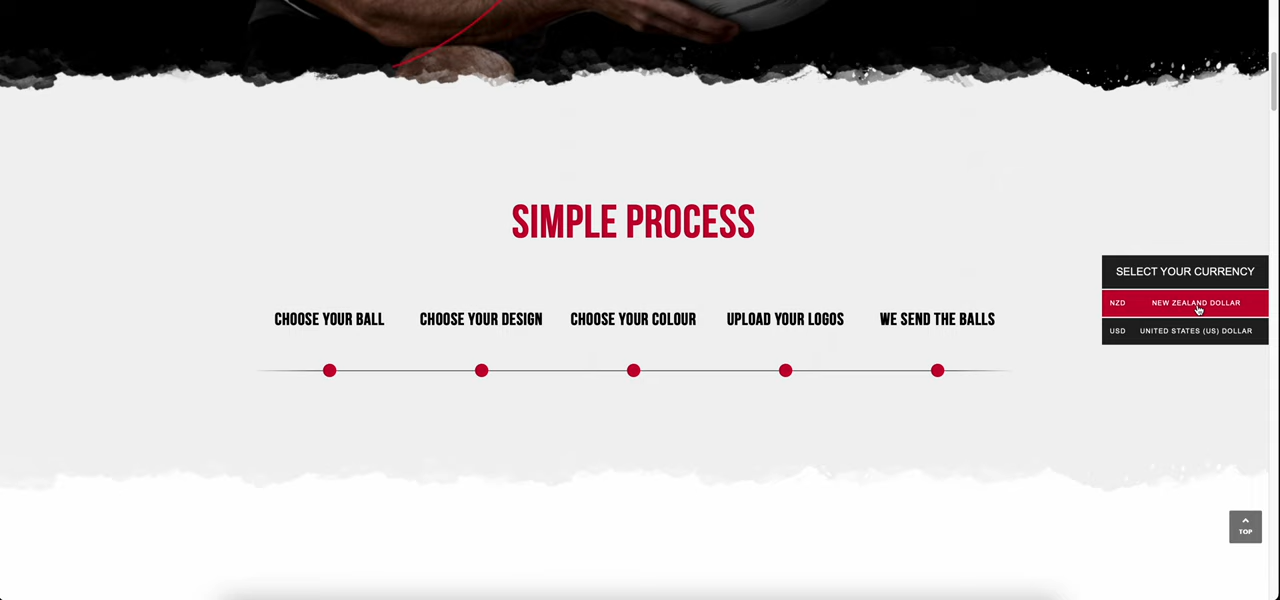 SIMPLE PROCESS
CHOOSE YOUR BALL
CHOOSE YOUR DESIGN
CHOOSE YOUR COLOUR
UPLOAD YOUR LOGOS
WE SEND THE BALLS
SELECT YOUR CURRENCY
NZD NEW ZEALAND DOLLAR
USD UNITED STATES (US) DOLLAR
TOP